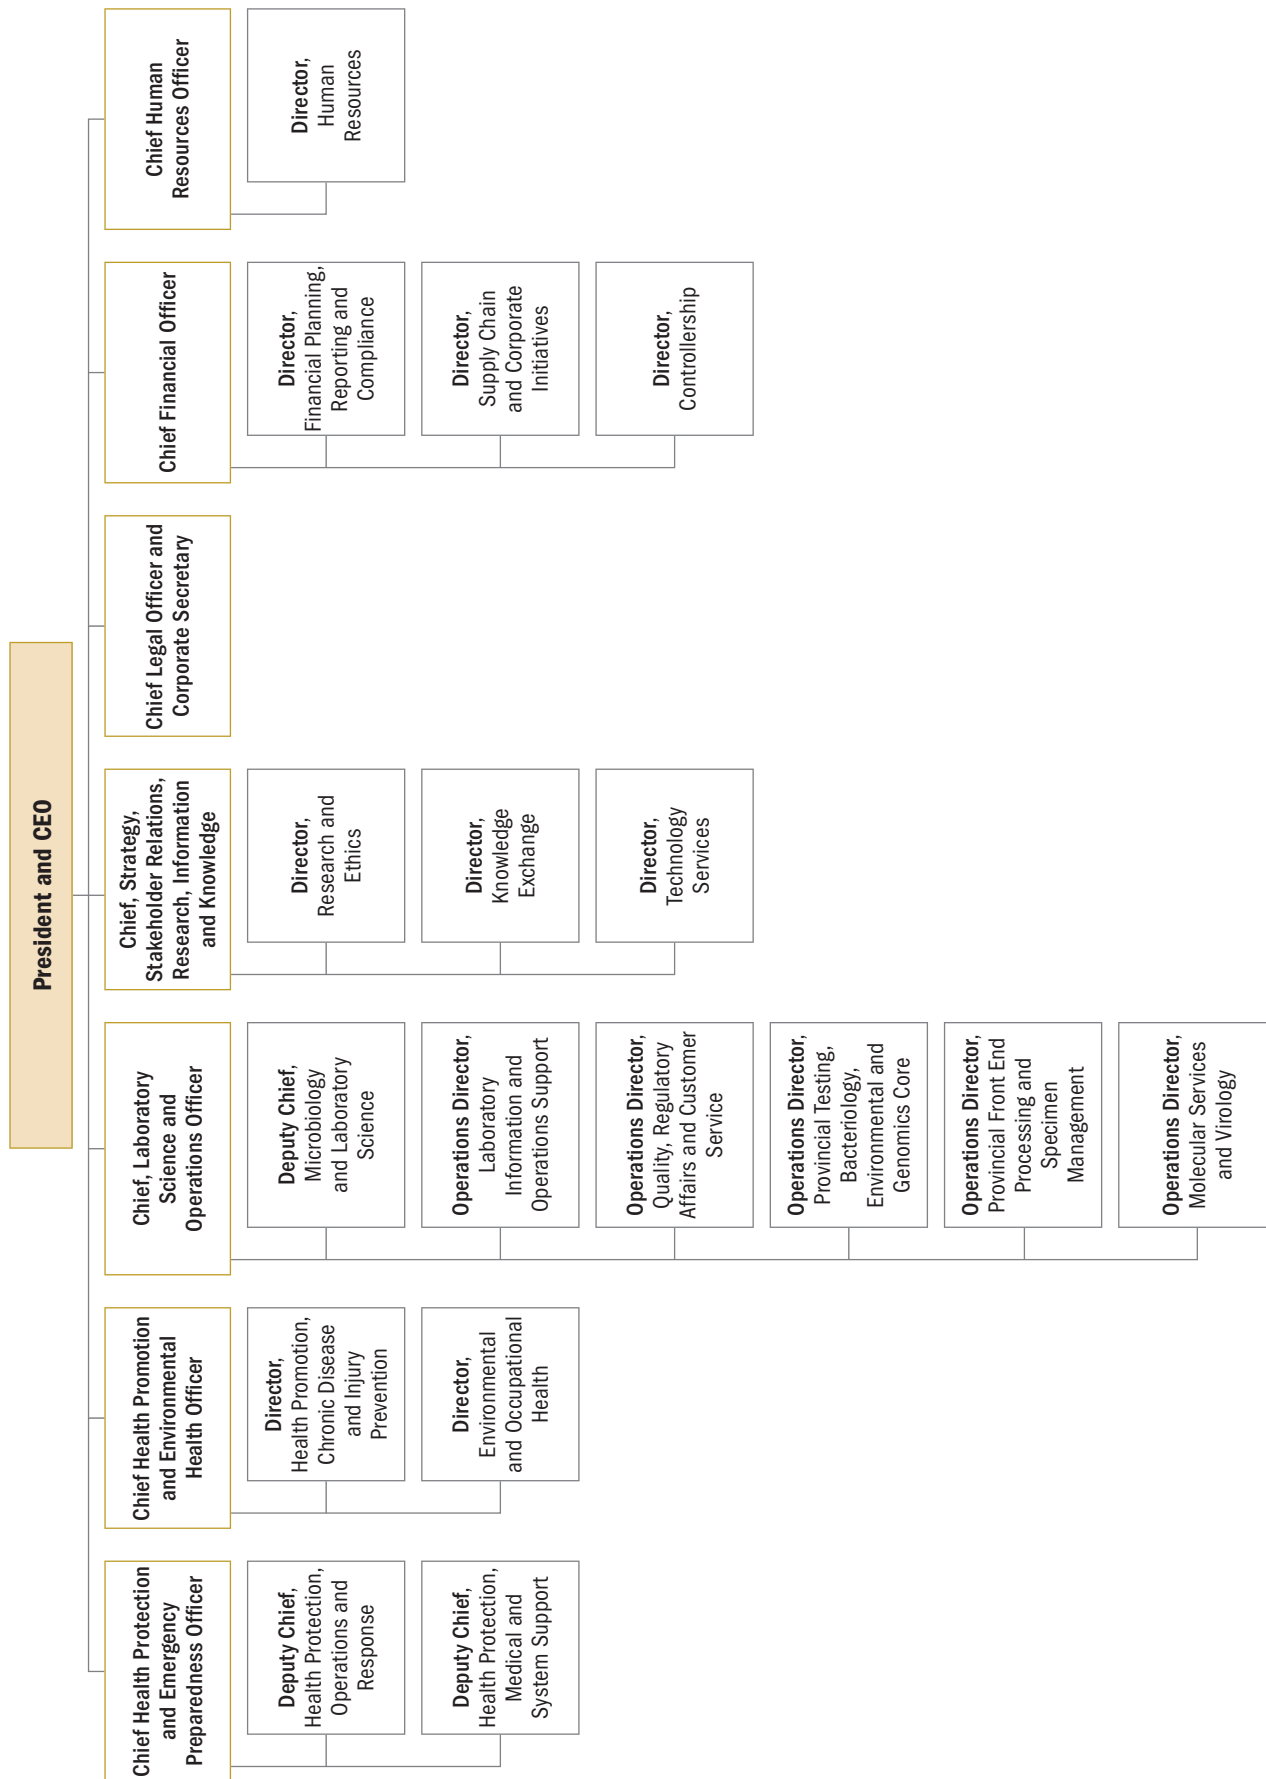 President and CEO
Chief Health Protection
and Emergency
Preparedness Officer
Deputy Chief,
Health Protection,
Operations and
Response
Deputy Chief,
Health Protection,
Medical and
System Support
Chief Health Promotion
and Environmental
Health Officer
Director,
Health Promotion,
Chronic Disease
and Injury
Prevention
Director,
Environmental
and Occupational
Health
Chief, Laboratory
Science and
Operations Officer
Deputy Chief,
Microbiology
and Laboratory
Science
Operations Director,
Laboratory
Information and
Operations Support
Operations Director,
Quality, Regulatory
Affairs and Customer
Service
Operations Director,
Provincial Testing,
Bacteriology,
Environmental and
Genomics Core
Operations Director,
Provincial Front End
Processing and
Specimen
Management
Operations Director,
Molecular Services
and Virology
Chief, Strategy,
Stakeholder Relations,
Research, Information
and Knowledge
Director,
Research and
Ethics
Director,
Knowledge
Exchange
Director,
Technology
Services
Chief Legal Officer and
Corporate Secretary
Chief Financial Officer
Director,
Financial Planning,
Reporting and
Compliance
Director,
Supply Chain
and Corporate
Initiatives
Director,
Controllership
Chief Human
Resources Officer
Director,
Human
Resources